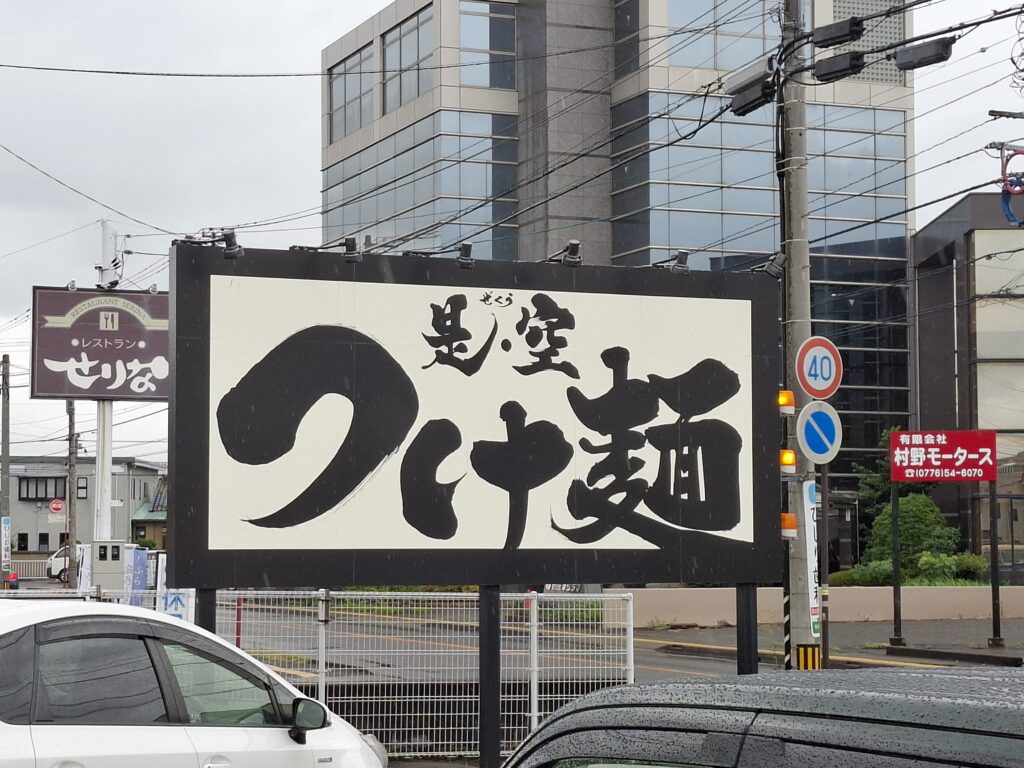 ぜくう
是・空
つけ麺
RESTAURANT SERINA
●レストラン●
せりな
40
有限会社
村野モータース
☎(0776)54-6070